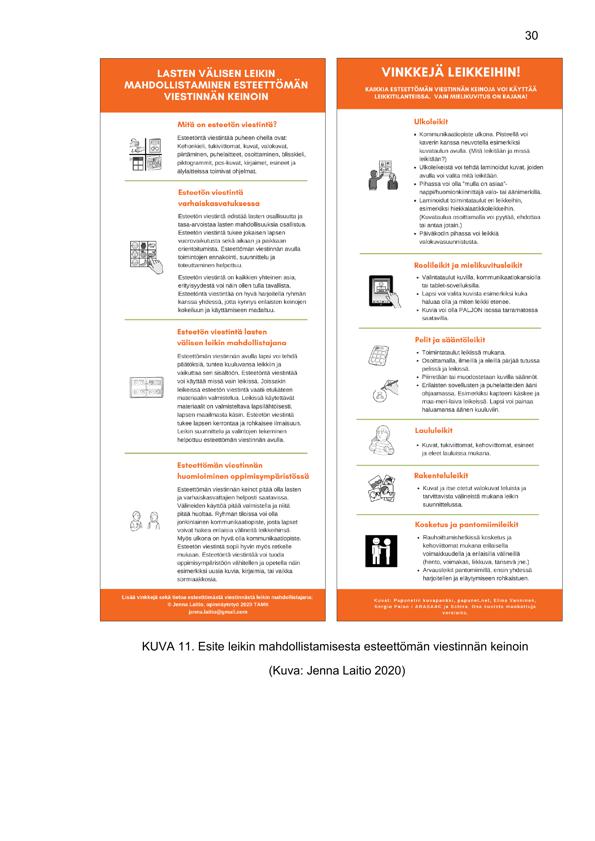 30
LASTEN VÄLISEN LEIKIN
MAHDOLLISTAMINEN ESTEETTÖMÄN
VIESTINNÄN KEINOIN
Mitä on esteetön viestintä?
Esteetöntä viestintää puheen ohella ovat:
Kehonkieli, tukiviittomat, kuvat, valokuvat,
piirtäminen, puhelaitteet, osoittaminen, blisskieli,
piktogrammit, pcs-kuvat, kirjaimet, esineet ja
älylaitteissa toimivat ohjelmat.
Esteetön viestintä
varhaiskasvatuksessa
Esteetön viestintä edistää lasten osallisuutta ja
tasa-arvoistaa lasten mahdollisuuksia osallistua.
Esteetön viestintä tukee jokaisen lapsen
vuorovaikutusta sekä aikaan ja paikkaan
orientoitumista. Esteettömän viestinnän avulla
toimintojen ennakointi, suunnittelu ja
toteuttaminen helpottuu.
Esteetön viestintä on kaikkien yhteinen asia,
erityisyydestä voi näin ollen tulla tavallista.
Esteetöntä viestintää on hyvä harjoitella ryhmän
kanssa yhdessä, jotta kynnys erilaisten keinojen
kokeiluun ja käyttämiseen madaltuu.
Esteetön viestintä lasten
välisen leikin mahdollistajana
Esteettömän viestinnän avulla lapsi voi tehdä
päätöksiä, tuntee kuuluvansa leikkiin ja
vaikuttaa sen sisältöön. Esteetöntä viestintää
voi käyttää missä vain leikissä. Joissakin
leikeissä esteetön viestintä vaatii etukäteen
materiaalin valmistelua. Leikissä käytettävät
materiaalit on valmisteltava lapsilähtöisesti,
lapsen maailmasta käsin. Esteetön viestintä
tukee lapsen kerrontaa ja rohkaisee ilmaisuun.
Leikin suunnittelu ja valintojen tekeminen
helpottuu esteettömän viestinnän avulla.
Esteettömän viestinnän
huomioiminen oppimisympäristössä
Esteettömän viestinnän keinot pitää olla lasten
ja varhaiskasvattajien helposti saatavissa.
Välineiden käyttöä pitää valmistella ja niitä
pitää huoltaa. Ryhmän tiloissa voi olla
jonkinlainen kommunikaatiopiste, josta lapset
voivat hakea erilaisia välineitä leikkeihinsä.
Myös ulkona on hyvä olla kommunikaatiopiste.
Esteetön viestintä sopii hyvin myös retkelle
mukaan. Esteetöntä viestintää voi tuoda
oppimisympäristöön vähitellen ja opetella näin
esimerkiksi uusia kuvia, kirjaimia, tai vaikka
sormiaakkosia.
Lisää vinkkejä sekä tietoa esteettömästä viestinnästä leikin mahdollistajana:
© Jenna Laitio, opinnäytetyö 2020 TAMK
jenna.laitio@gmail.com
VINKKEJÄ LEIKKEIHIN!
KAIKKIA ESTEETTÖMÄN VIESTINNÄN KEINOJA VOI KÄYTTÄÄ
LEIKKITILANTEISSA. VAIN MIELIKUVITUS ON RAJANA!
Ulkoleikit
• Kommunikaatiopiste ulkona. Pisteellä voi
kaverin kanssa neuvotella esimerkiksi
kuvataulun avulla. (Mitä leikitään ja missä
leikitään?)
• Ulkoleikeistä voi tehdä laminoidut kuvat, joiden
avulla voi valita mitä leikitään.
• Pihassa voi olla "mulla on asiaa"-
nappi/huomionkiinnittäjä valo- tai äänimerkillä.
• Laminoidut toimintataulut eri leikkeihin,
esimerkiksi hiekkalaatikkoleikkeihin.
(Kuvataulua osoittamalla voi pyytää, ehdottaa
tai antaa jotain.)
• Päiväkodin pihassa voi leikkiä
valokuvasuunnistusta.
Roolileikit ja mielikuvitusleikit
• Valintataulut kuvilla, kommunikaatiokansiolla
tai tablet-sovelluksilla.
• Lapsi voi valita kuvista esimerkiksi kuka
haluaa olla ja miten leikki etenee.
• Kuvia voi olla PALJON isossa tarramatossa
saatavilla.
Pelit ja sääntöleikit
• Toimintataulut leikissä mukana.
• Osoittamalla, ilmeillä ja eleillä pärjää tutussa
pelissä ja leikissä.
• Piirretään tai muodostetaan kuvilla säännöt.
• Erilaisten sovellusten ja puhelaitteiden ääni
ohjaamassa. Esimerkiksi kapteeni käskee ja
maa-meri-laiva leikeissä. Lapsi voi painaa
haluamansa äänen kuuluviin.
Laululeikit
• Kuvat, tukiviittomat, kehoviittomat, esineet
ja eleet lauluissa mukana.
Rakenteluleikit
• Kuvat ja itse otetut valokuvat leluista ja
tarvittavista välineistä mukana leikin
suunnittelussa.
Kosketus ja pantomiimileikit
• Rauhoittumishetkissä kosketus ja
kehoviittomat mukana erilaisella
voimakkuudella ja erilaisilla välineillä
(hento, voimakas, liikkuva, tärisevä jne.)
• Arvausleikit pantomiimilla, ensin yhdessä
harjoitellen ja eläytymiseen rohkaisten.
Kuvat: Papunetin kuvapankki, papunet.net, Elina Vanninen,
Sergio Palao / ARASAAC ja Sclera. Osa kuvista muokattuja
versioita.
KUVA 11. Esite leikin mahdollistamisesta esteettömän viestinnän keinoin
(Kuva: Jenna Laitio 2020)